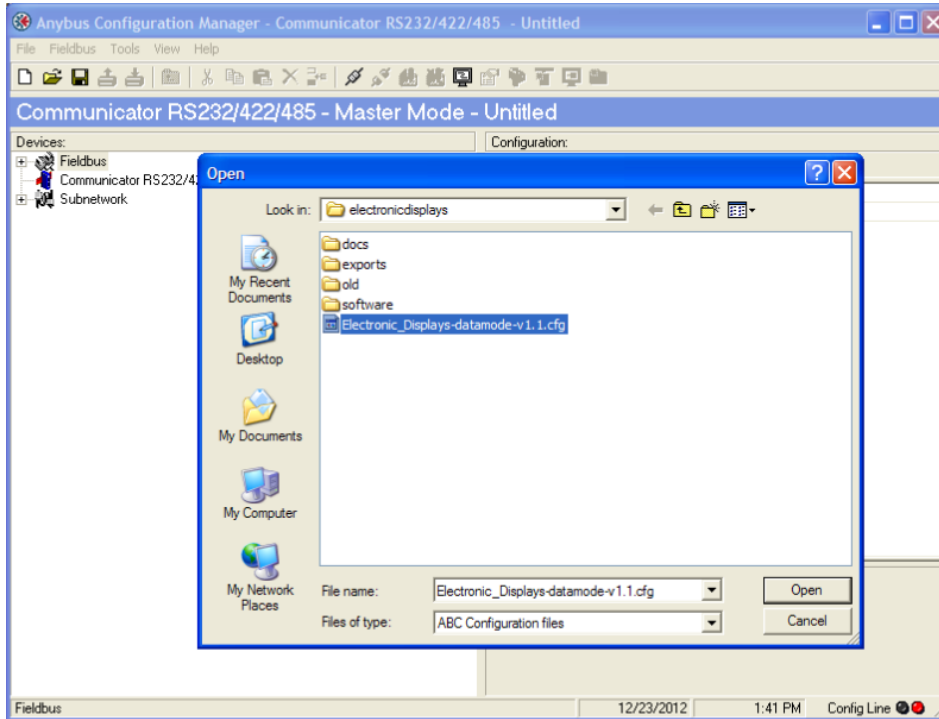 Anybus Configuration Manager - Communicator RS232/422/485 - Untitled
File Fieldbus Tools View Help
Communicator RS232/422/485 - Master Mode - Untitled
Devices:
Configuration:
Fieldbus
Communicator RS232/4
Subnetwork
Open
Look in: electronicdisplays
docs
exports
old
software
Electronic_Displays-datamode-v1.1.cfg
My Recent Documents
Desktop
My Documents
My Computer
My Network Places
File name: Electronic_Displays-datamode-v1.1.cfg Open
Files of type: ABC Configuration files Cancel
Fieldbus 12/23/2012 1:41 PM Config Line